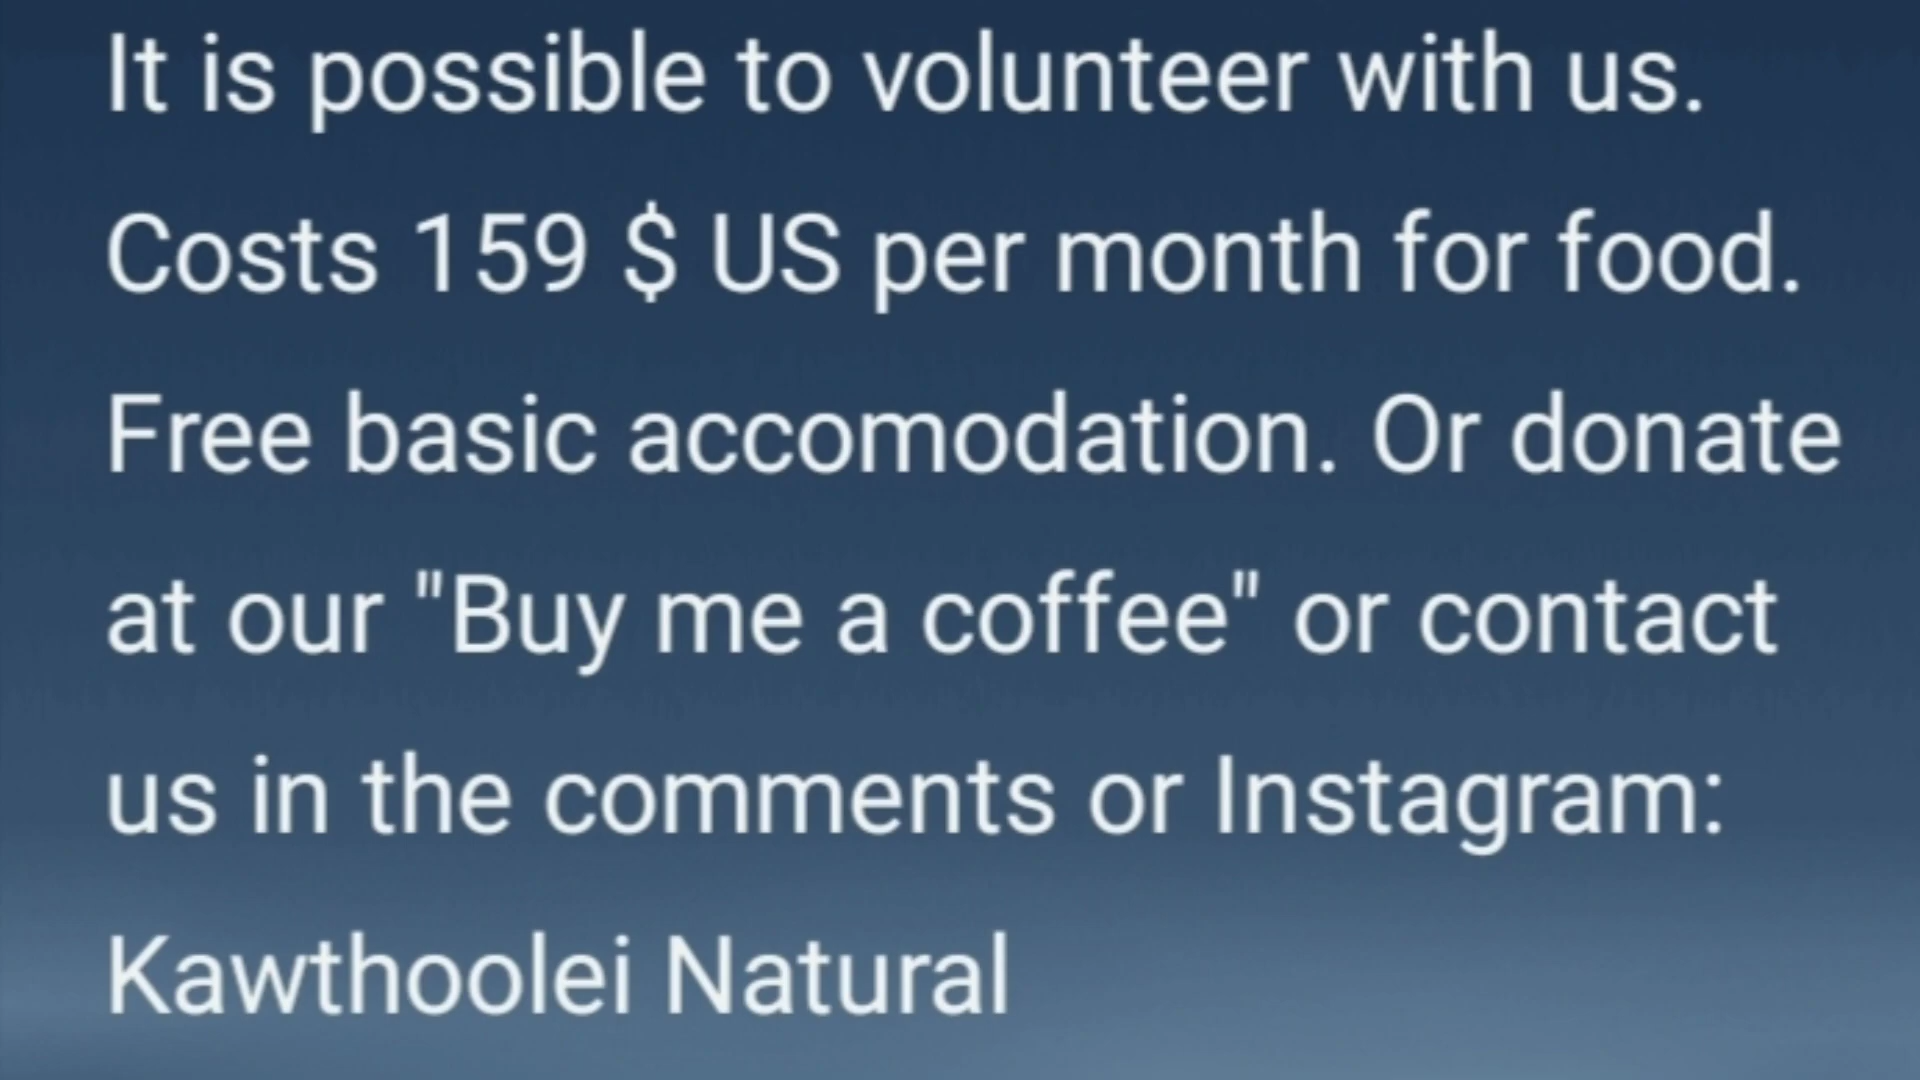 It is possible to volunteer with us.
Costs 159 $ US per month for food.
Free basic accomodation. Or donate
at our "Buy me a coffee" or contact
us in the comments or Instagram:
Kawthoolei Natural